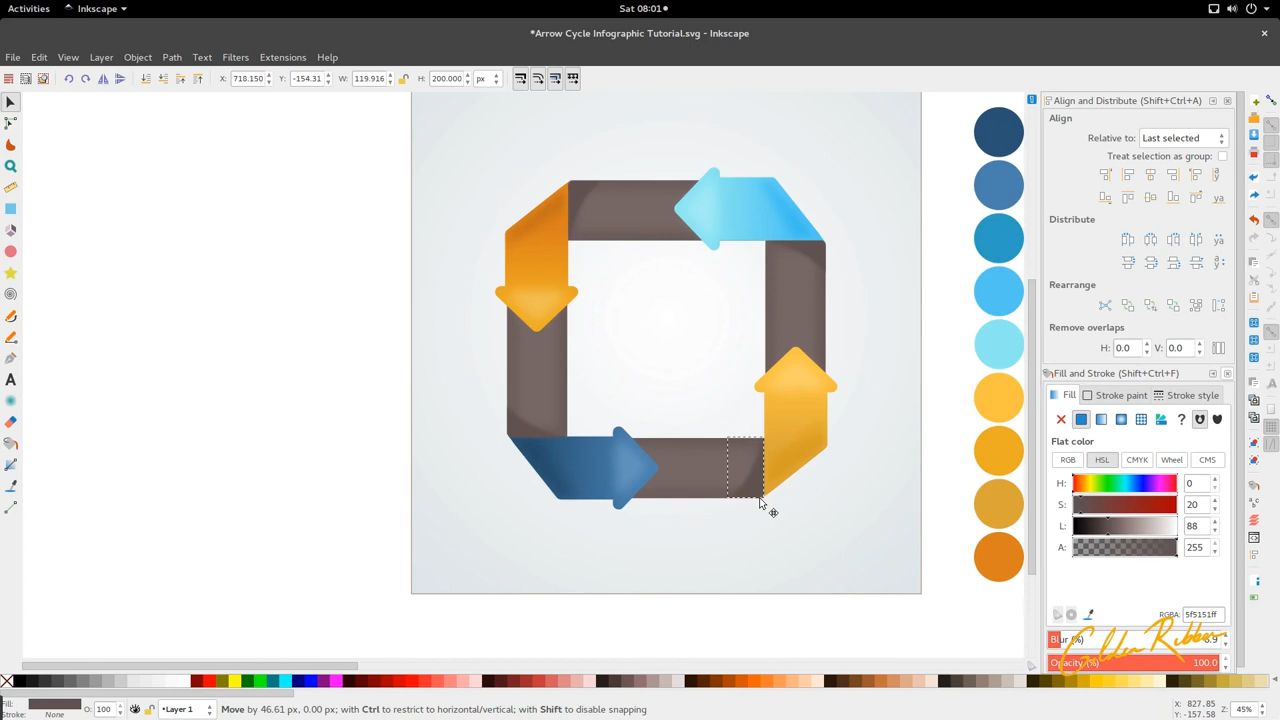 Activities Inkscape Sat 08:01
*Arrow Cycle Infographic Tutorial.svg - Inkscape
File Edit View Layer Object Path Text Filters Extensions Help
X: 718.150 Y: -154.31 W: 119.916 H: 200.000 px
Align and Distribute (Shift+Ctrl+A)
Align
Relative to: Last selected
Treat selection as group:
Distribute
Rearrange
Remove overlaps
H: 0.0 V: 0.0
Fill and Stroke (Shift+Ctrl+F)
Fill Stroke paint Stroke style
Flat color
RGB HSL CMYK Wheel CMS
H: 0
S: 20
L: 88
A: 255
RGBA: 5f5151ff
Blur (%) 6.9
Golden Ribbon
Opacity (%) 100.0
Fill:
Stroke: None
O: 100
Layer 1
Move by 46.61 px, 0.00 px; with Ctrl to restrict to horizontal/vertical; with Shift to disable snapping
X: 827.85
Y: -157.58
Z: 45%